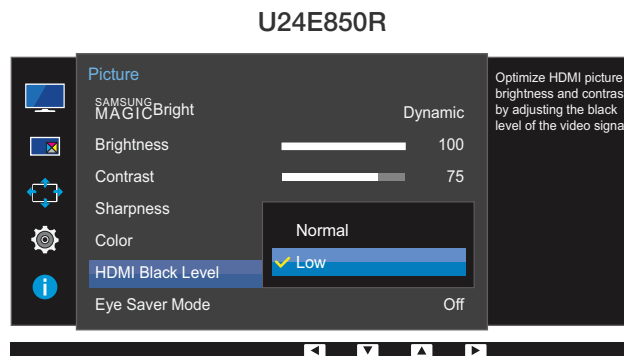 U24E850R
Picture
SAMSUNG
MAGICBright Dynamic
Brightness 100
Contrast 75
Sharpness
Color
HDMI Black Level
Eye Saver Mode Off
Normal
Low
Optimize HDMI picture
brightness and contras
by adjusting the black
level of the video signa